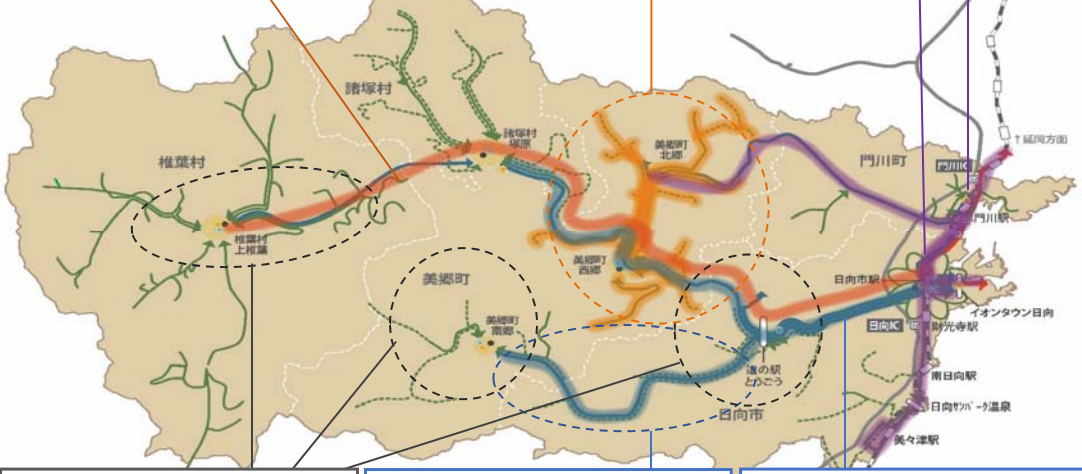 諸塚村
諸塚村
塚原
椎葉村
椎葉村
上椎葉
美郷町
北郷
門川町
↑延岡方面
門川IC
門川駅
美郷町
西郷
日向市駅
イオンタウン日向
日向IC
財光寺駅
美郷町
美郷町
南郷
道の駅
とうごう
日向市
南日向駅
日向サンパーク温泉
美々津駅